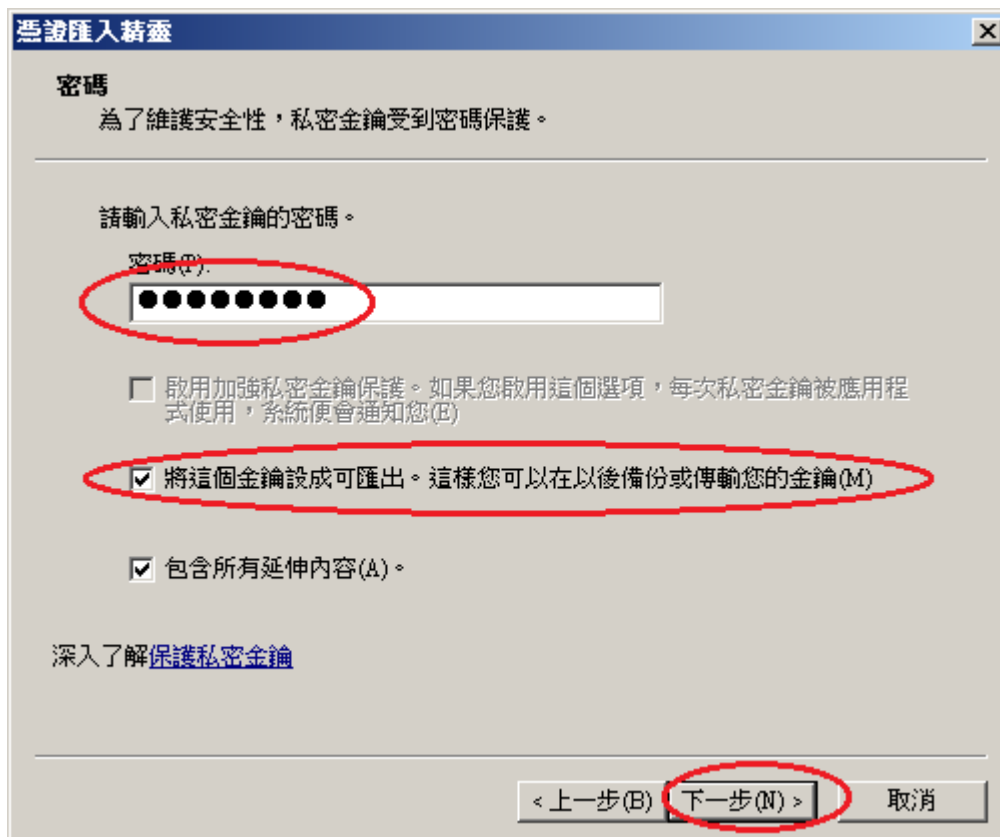 憑證匯入精靈
密碼
為了維護安全性，私密金鑰受到密碼保護。
請輸入私密金鑰的密碼。
密碼(P):
●●●●●●●●
啟用加強私密金鑰保護。如果您啟用這個選項，每次私密金鑰被應用程
式使用，系統便會通知您(E)
將這個金鑰設成可匯出。這樣您可以在以後備份或傳輸您的金鑰(M)
包含所有延伸內容(A)。
深入了解保護私密金鑰
< 上一步(B) 下一步(N) > 取消